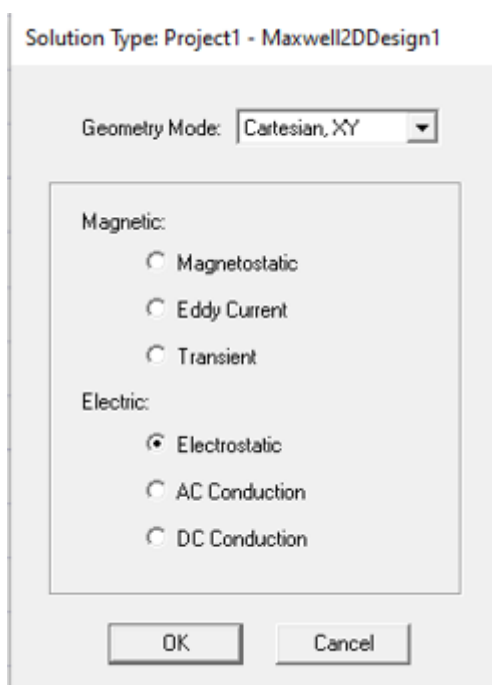 Solution Type: Project1 - Maxwell2DDesign1
Geometry Mode: Cartesian, XY
Magnetic:
Magnetostatic
Eddy Current
Transient
Electric:
Electrostatic
AC Conduction
DC Conduction
OK Cancel